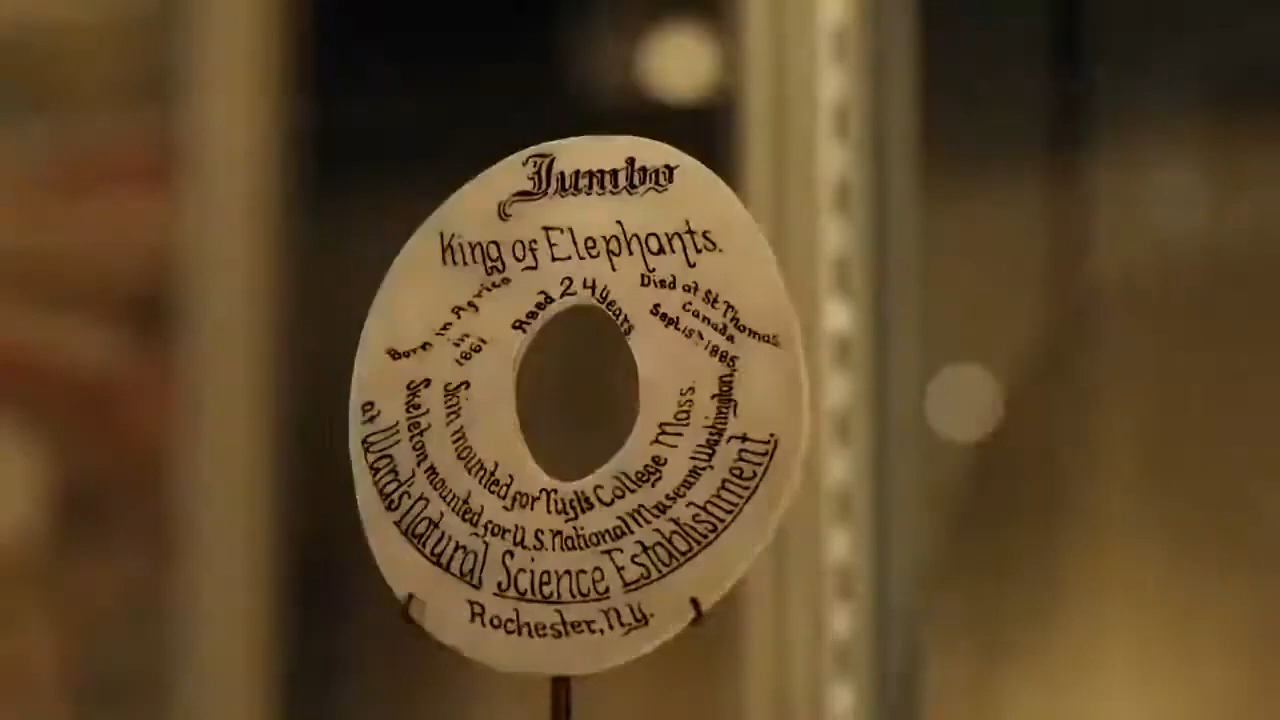 Jumbo
King of Elephants.
Born in Africa
in
1861
Aged 24 years
Died at St Thomas
Canada
Sept. 15th 1885,
Skin mounted for Tuft's College Mass.
Skeleton mounted for U.S. National Museum, Washington,
at Ward's Natural Science Establishment.
Rochester, N.Y.